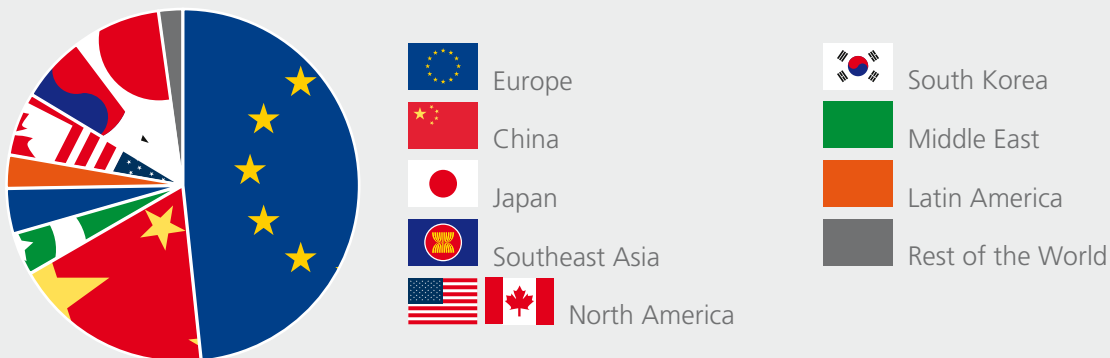 Europe
China
Japan
Southeast Asia
North America
South Korea
Middle East
Latin America
Rest of the World